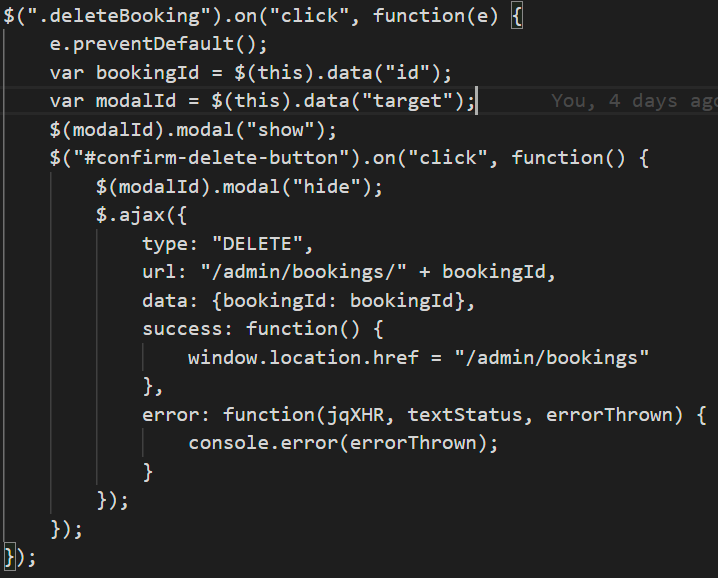 $(".deleteBooking").on("click", function(e) {
    e.preventDefault();
    var bookingId = $(this).data("id");
    var modalId = $(this).data("target");     You, 4 days ago
    $(modalId).modal("show");
    $("#confirm-delete-button").on("click", function() {
        $(modalId).modal("hide");
        $.ajax({
            type: "DELETE",
            url: "/admin/bookings/" + bookingId,
            data: {bookingId: bookingId},
            success: function() {
                window.location.href = "/admin/bookings"
            },
            error: function(jqXHR, textStatus, errorThrown) {
                console.error(errorThrown);
            }
        });
    });
});